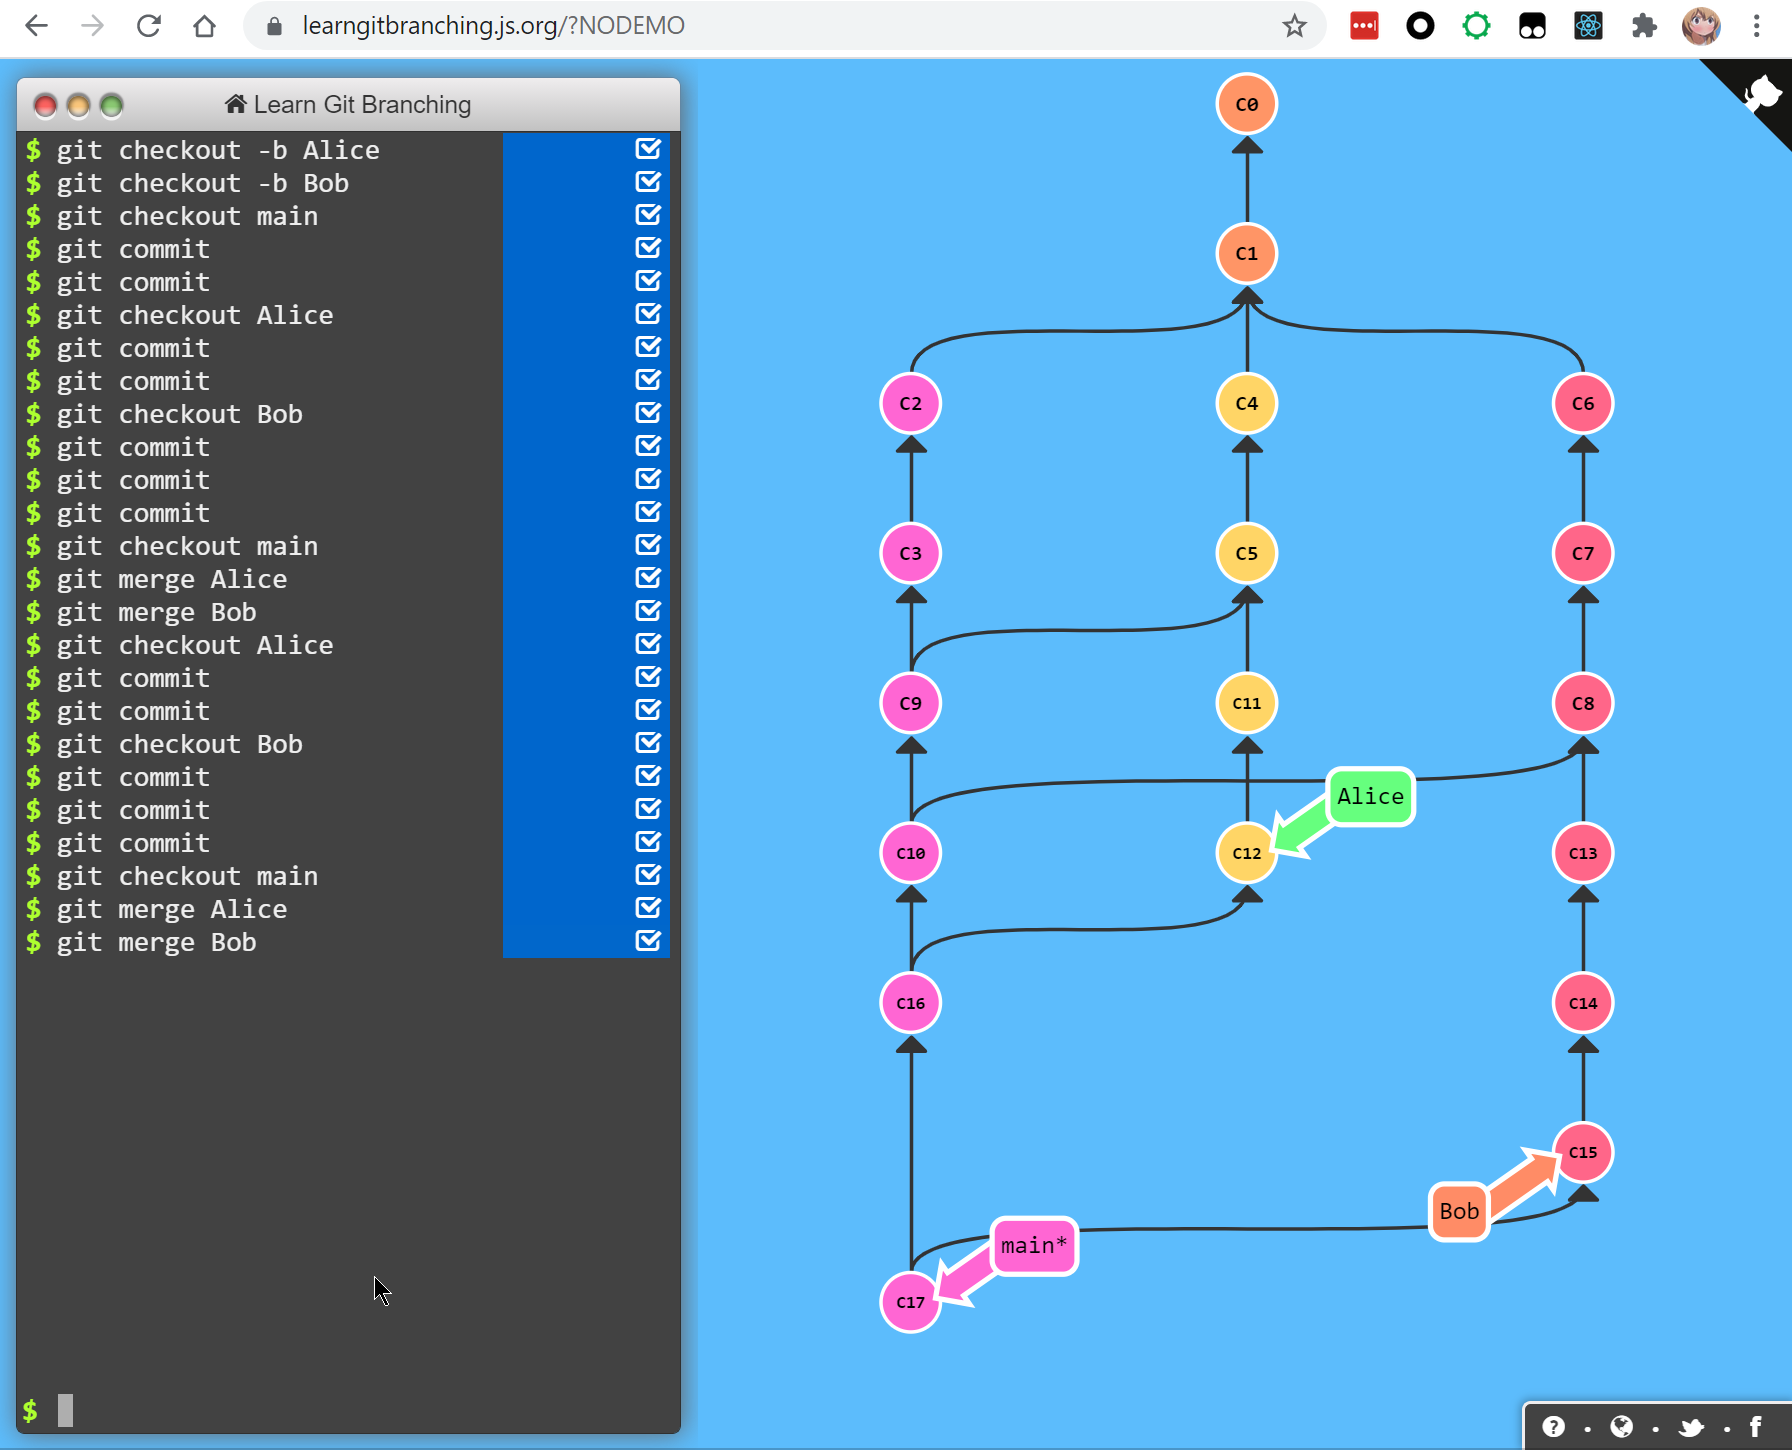 learngitbranching.js.org/?NODEMO
Learn Git Branching
$ git checkout -b Alice
$ git checkout -b Bob
$ git checkout main
$ git commit
$ git commit
$ git checkout Alice
$ git commit
$ git commit
$ git checkout Bob
$ git commit
$ git commit
$ git commit
$ git checkout main
$ git merge Alice
$ git merge Bob
$ git checkout Alice
$ git commit
$ git commit
$ git checkout Bob
$ git commit
$ git commit
$ git commit
$ git checkout main
$ git merge Alice
$ git merge Bob
$
C0
C1
C2
C4
C6
C3
C5
C7
C9
C11
C8
Alice
C10
C12
C13
C16
C14
C15
Bob
main*
C17